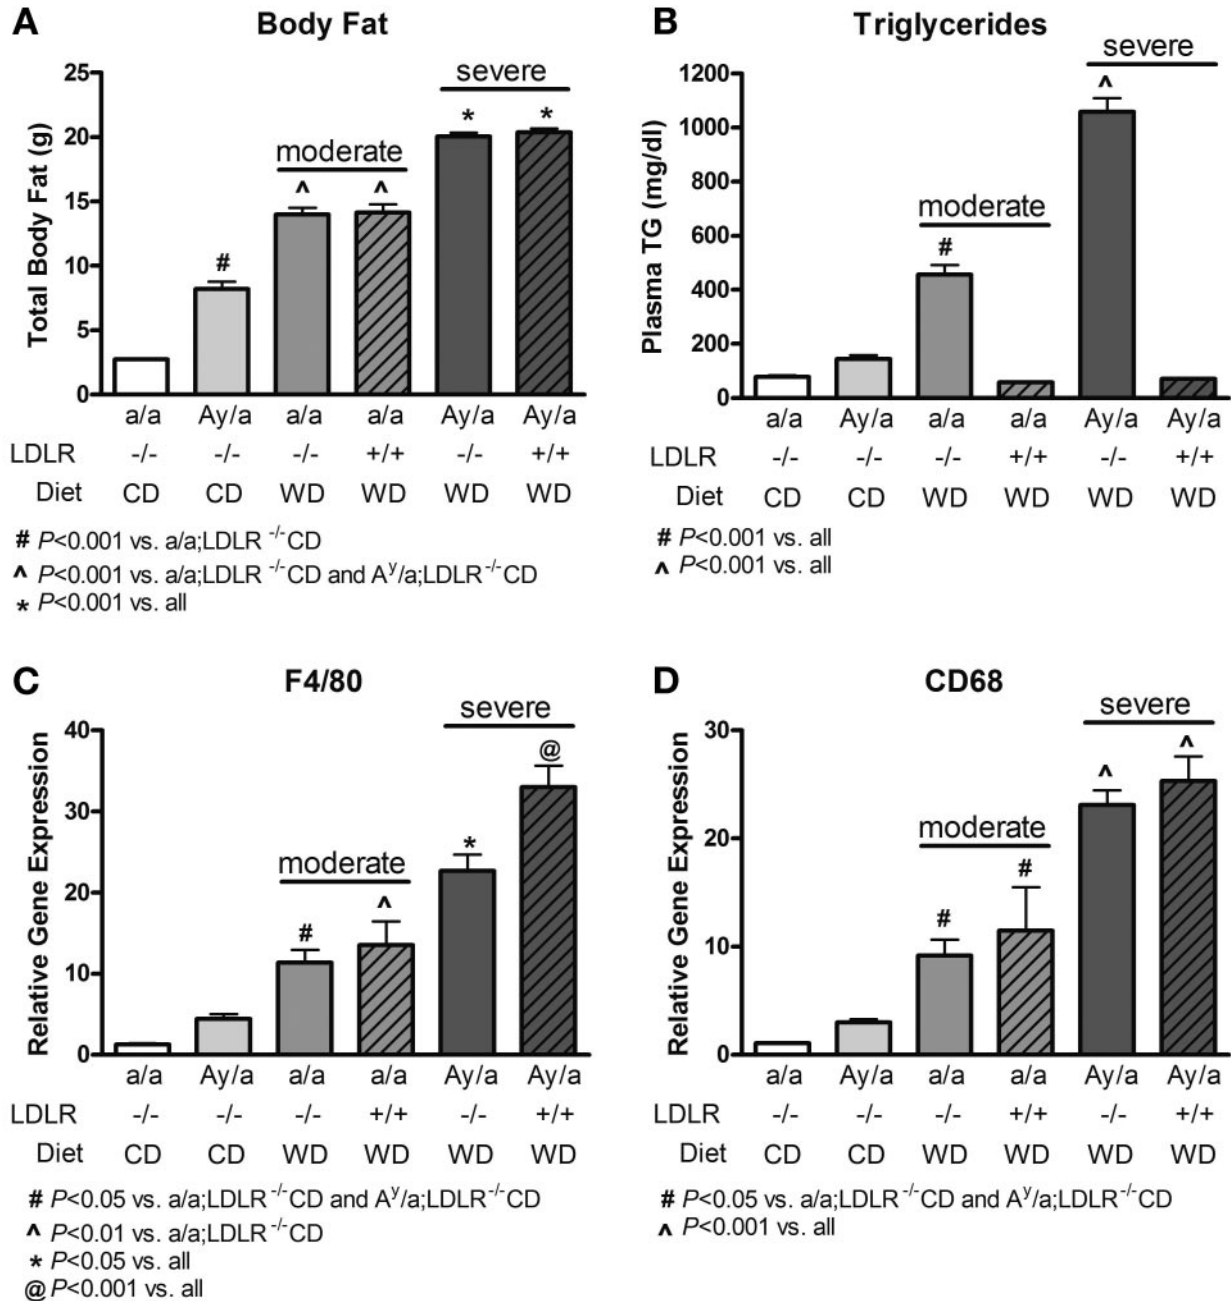 A Body Fat
severe
moderate
Total Body Fat (g)
25
20
15
10
5
0
# ^ ^ * *
a/a Ay/a a/a a/a Ay/a Ay/a
LDLR -/- -/- -/- +/+ -/- +/+
Diet CD CD WD WD WD WD
# P<0.001 vs. a/a;LDLR -/- CD
^ P<0.001 vs. a/a;LDLR -/- CD and Ay/a;LDLR-/-CD
* P<0.001 vs. all
B Triglycerides
severe
moderate
Plasma TG (mg/dl)
1200
1000
800
600
400
200
0
# ^
a/a Ay/a a/a a/a Ay/a Ay/a
LDLR -/- -/- -/- +/+ -/- +/+
Diet CD CD WD WD WD WD
# P<0.001 vs. all
^ P<0.001 vs. all
C F4/80
severe
moderate
Relative Gene Expression
40
30
20
10
0
# ^ * @
a/a Ay/a a/a a/a Ay/a Ay/a
LDLR -/- -/- -/- +/+ -/- +/+
Diet CD CD WD WD WD WD
# P<0.05 vs. a/a;LDLR-/-CD and Ay/a;LDLR-/-CD
^ P<0.01 vs. a/a;LDLR -/-CD
* P<0.05 vs. all
@ P<0.001 vs. all
D CD68
severe
moderate
Relative Gene Expression
30
20
10
0
# # ^ ^
a/a Ay/a a/a a/a Ay/a Ay/a
LDLR -/- -/- -/- +/+ -/- +/+
Diet CD CD WD WD WD WD
# P<0.05 vs. a/a;LDLR-/-CD and Ay/a;LDLR-/-CD
^ P<0.001 vs. all